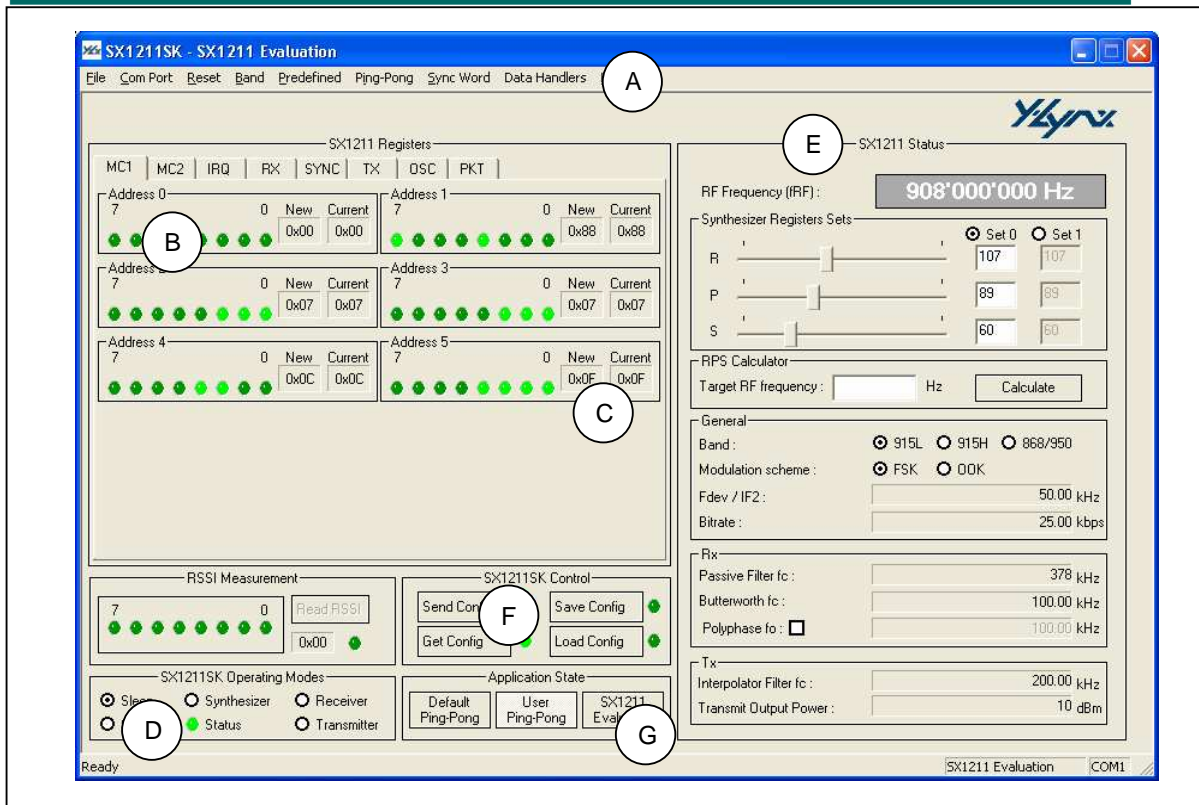 SX1211SK - SX1211 Evaluation
File Com Port Reset Band Predefined Ping-Pong Sync Word Data Handlers
A
YLynx
SX1211 Registers
MC1 MC2 IRQ RX SYNC TX OSC PKT
Address 0
7 0 New Current
0x00 0x00
B
Address 1
7 0 New Current
0x88 0x88
Address 2
7 0 New Current
0x07 0x07
Address 3
7 0 New Current
0x07 0x07
Address 4
7 0 New Current
0x0C 0x0C
Address 5
7 0 New Current
0x0F 0x0F
C
RSSI Measurement
7 0
Read RSSI
0x00
SX1211SK Control
Send Con
Save Config
F
Get Config
Load Config
SX1211SK Operating Modes
Sleep Synthesizer Receiver
D
Status Transmitter
Application State
Default Ping-Pong
User Ping-Pong
SX1211
G
E
SX1211 Status
RF Frequency (fRF) : 908'000'000 Hz
Synthesizer Registers Sets
Set 0 Set 1
R 107 107
P 89 89
S 60 60
RPS Calculator
Target RF frequency : Hz Calculate
General
Band : 915L 915H 868/950
Modulation scheme : FSK OOK
Fdev / IF2 : 50.00 kHz
Bitrate : 25.00 kbps
Rx
Passive Filter fc : 378 kHz
Butterworth fc : 100.00 kHz
Polyphase fo : 100.00 kHz
Tx
Interpolator Filter fc : 200.00 kHz
Transmit Output Power : 10 dBm
Ready
SX1211 Evaluation COM1